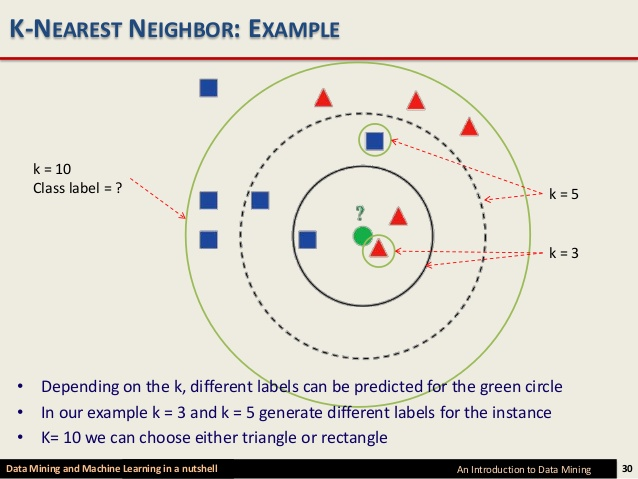 K-NEAREST NEIGHBOR: EXAMPLE
k = 10
Class label = ?
?
k = 5
k = 3
• Depending on the k, different labels can be predicted for the green circle
• In our example k = 3 and k = 5 generate different labels for the instance
• K= 10 we can choose either triangle or rectangle
Data Mining and Machine Learning in a nutshell
An Introduction to Data Mining
30